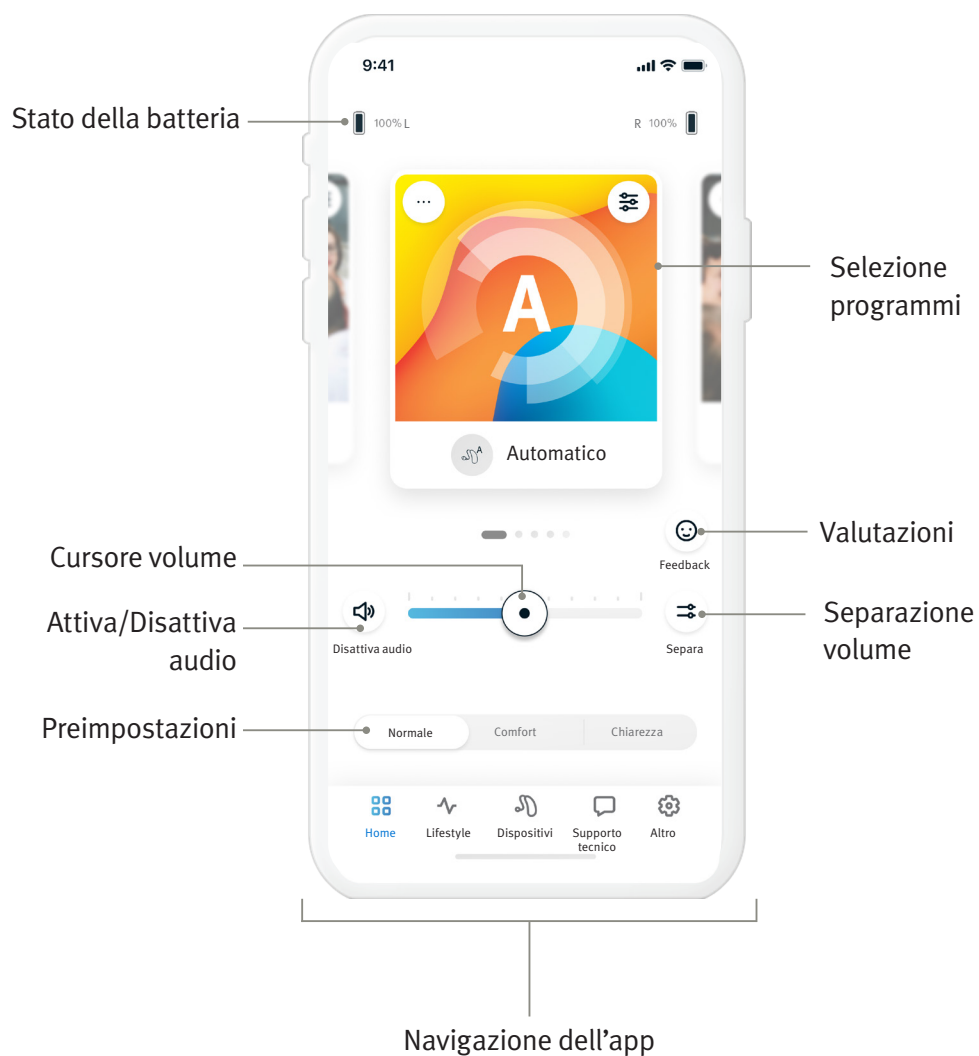 9:41
Stato della batteria
100% L
R 100%
...
A
Selezione
programmi
A
Automatico
Valutazioni
Feedback
Cursore volume
Attiva/Disattiva
audio
Disattiva audio
Separazione
volume
Separa
Preimpostazioni
Normale
Comfort
Chiarezza
Home
Lifestyle
Dispositivi
Supporto
tecnico
Altro
Navigazione dell'app